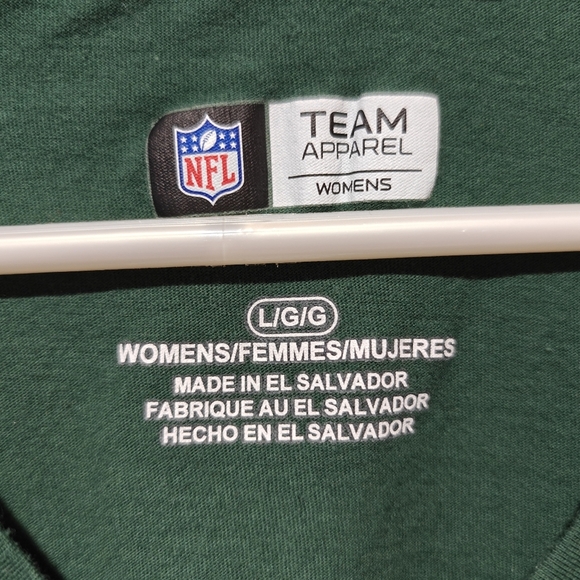 NFL
TEAM
APPAREL
WOMENS
L/G/G
WOMENS/FEMMES/MUJERES
MADE IN EL SALVADOR
FABRIQUE AU EL SALVADOR
HECHO EN EL SALVADOR